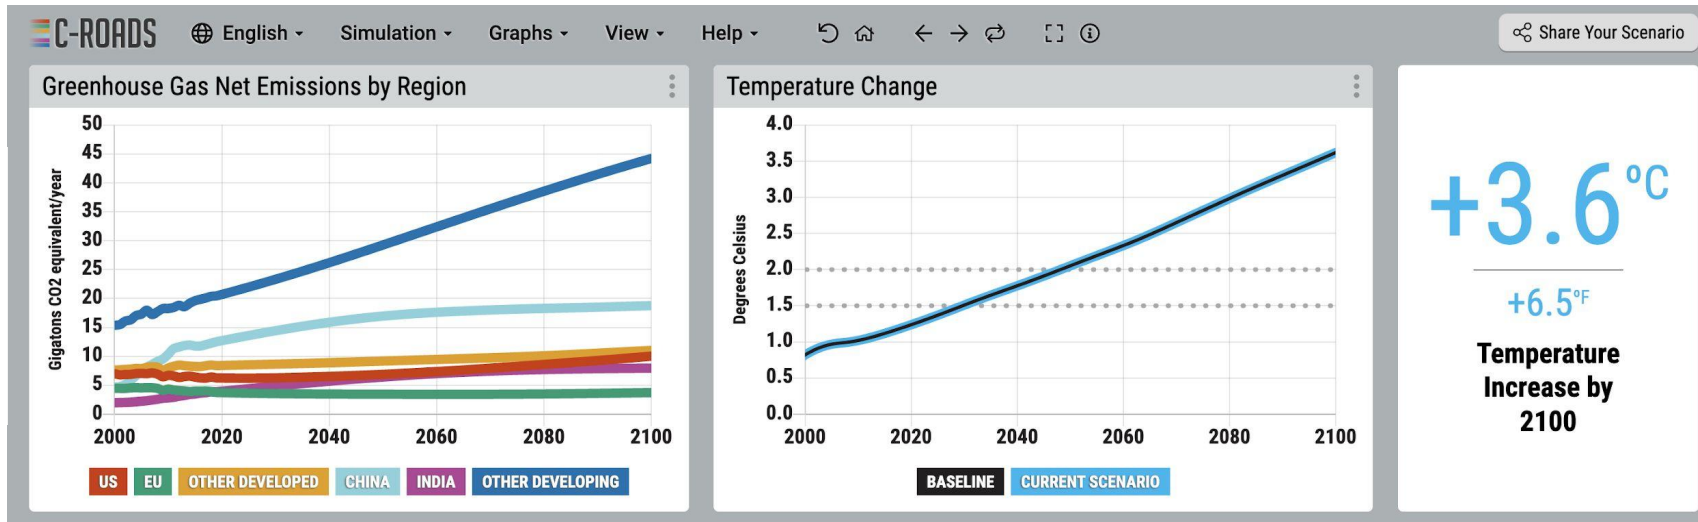 C-ROADS English Simulation Graphs View Help Share Your Scenario
Greenhouse Gas Net Emissions by Region
Gigatons CO2 equivalent/year
50
45
40
35
30
25
20
15
10
5
0
2000 2020 2040 2060 2080 2100
US EU OTHER DEVELOPED CHINA INDIA OTHER DEVELOPING
Temperature Change
Degrees Celsius
4.0
3.5
3.0
2.5
2.0
1.5
1.0
0.5
0.0
2000 2020 2040 2060 2080 2100
BASELINE CURRENT SCENARIO
+3.6 ºC
+6.5ºF
Temperature
Increase by
2100